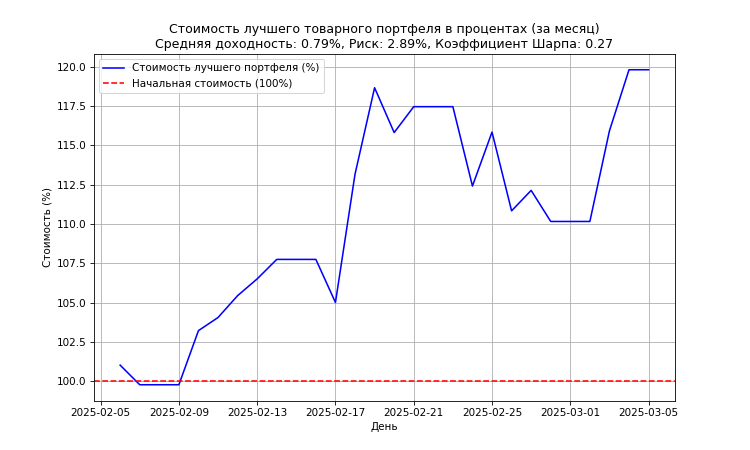 Стоимость лучшего товарного портфеля в процентах (за месяц)
Средняя доходность: 0.79%, Риск: 2.89%, Коэффициент Шарпа: 0.27
Стоимость лучшего портфеля (%)
Начальная стоимость (100%)
Стоимость (%)
120.0
117.5
115.0
112.5
110.0
107.5
105.0
102.5
100.0
2025-02-05 2025-02-09 2025-02-13 2025-02-17 2025-02-21 2025-02-25 2025-03-01 2025-03-05
День